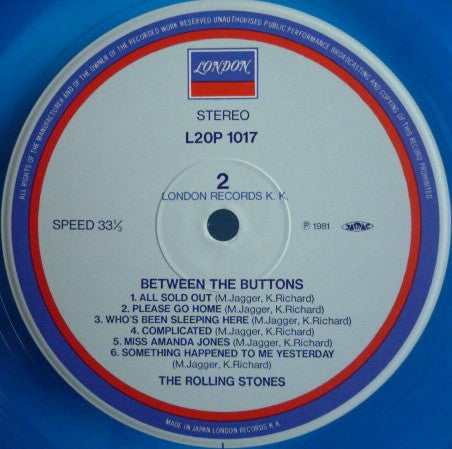 ALL RIGHTS OF THE MANUFACTURER AND OF THE OWNER OF THE RECORDED WORK RESERVED UNAUTHORISED PUBLIC PERFORMANCE BROADCASTING AND COPYING OF THIS RECORD PROHIBITED
LONDON
STEREO
L20P 1017
2
LONDON RECORDS K. K.
SPEED 33⅓
Ⓟ 1981
BETWEEN THE BUTTONS
1. ALL SOLD OUT (M.Jagger, K.Richard)
2. PLEASE GO HOME (M.Jagger, K.Richard)
3. WHO'S BEEN SLEEPING HERE (M.Jagger, K.Richard)
4. COMPLICATED (M.Jagger, K.Richard)
5. MISS AMANDA JONES (M.Jagger, K.Richard)
6. SOMETHING HAPPENED TO ME YESTERDAY
(M.Jagger, K.Richard)
THE ROLLING STONES
MADE IN JAPAN LONDON RECORDS K.K.